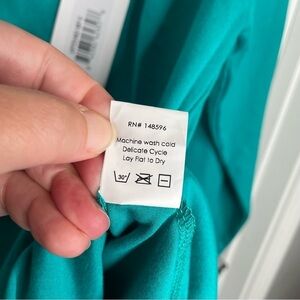 RN# 148596
Machine wash cold
Delicate Cycle
Lay Flat to Dry
30°